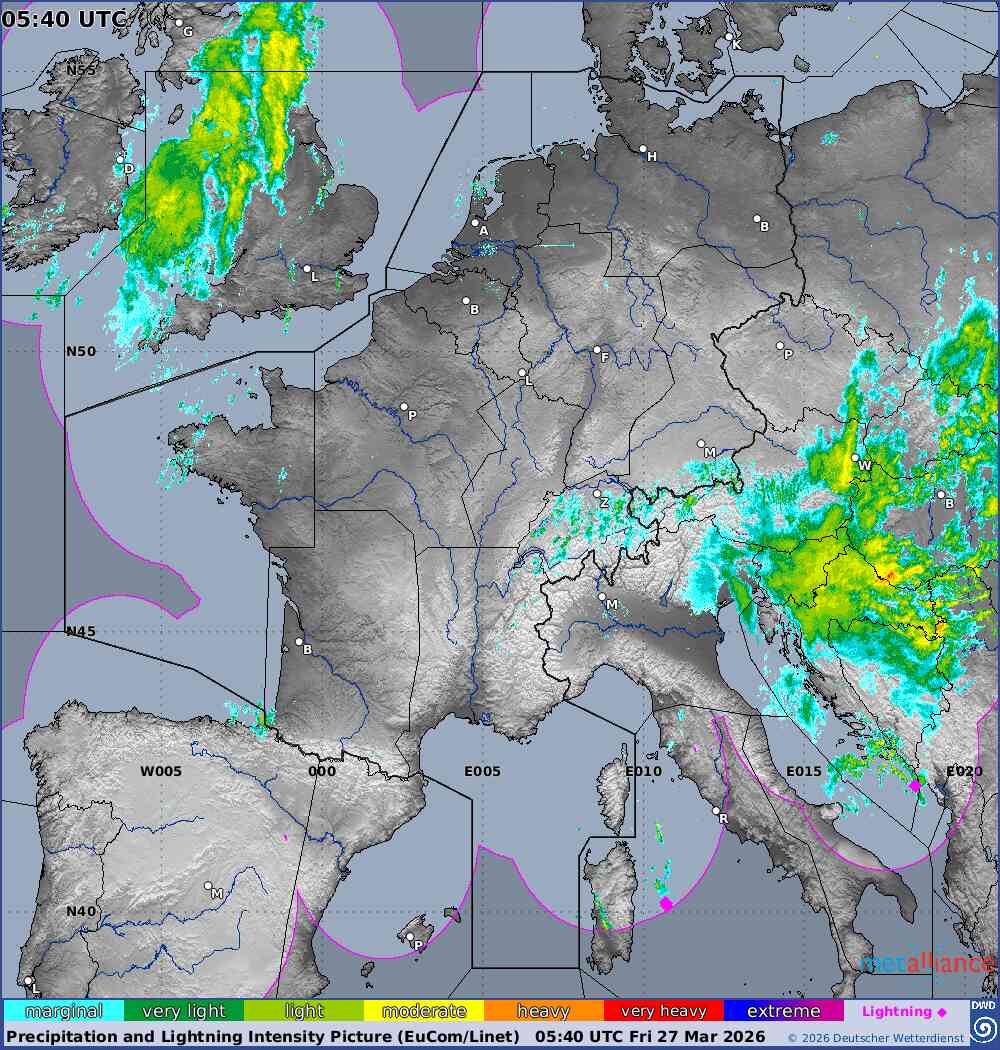 05:40 UTC
G
K
N55
D
H
A
B
L
B
N50
F
P
L
P
M
W
Z
B
M
N45
B
W005
000
E005
E010
E015
E020
R
M
N40
P
L
metalliance
marginal
very light
light
moderate
heavy
very heavy
extreme
Lightning
DWD
Precipitation and Lightning Intensity Picture (EuCom/Linet) 05:40 UTC Fri 27 Mar 2026
© 2026 Deutscher Wetterdienst